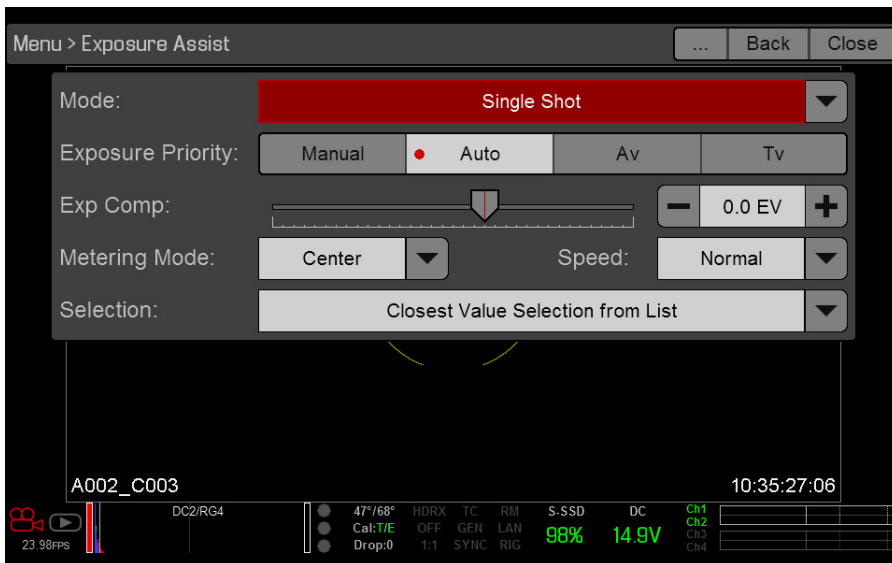 Menu > Exposure Assist ... Back Close
Mode: Single Shot
Exposure Priority: Manual Auto Av Tv
Exp Comp: 0.0 EV
Metering Mode: Center Speed: Normal
Selection: Closest Value Selection from List
A002_C003 10:35:27:06
DC2/RG4 47°/68° HDRX TC RM S-SSD DC Ch1
Cal:T/E OFF GEN LAN 98% 14.9V Ch2
23.98FPS Drop:0 1:1 SYNC RIG Ch3
Ch4